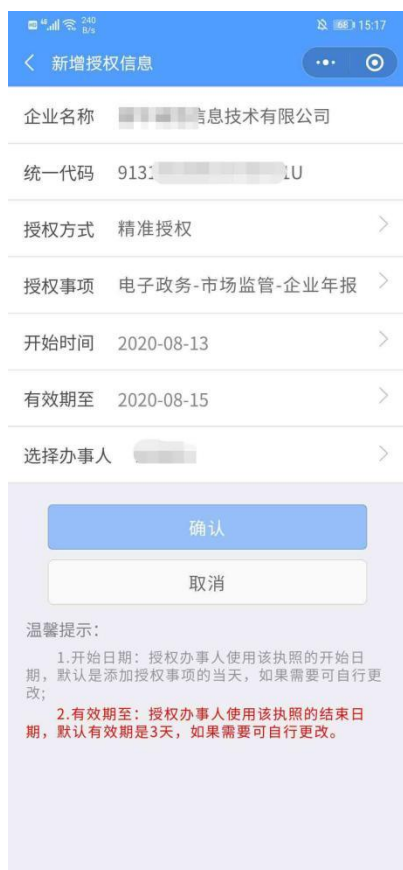 4G 240 B/s 68 15:17
新增授权信息
企业名称 信息技术有限公司
统一代码 913 1U
授权方式 精准授权
授权事项 电子政务-市场监管-企业年报
开始时间 2020-08-13
有效期至 2020-08-15
选择办事人
确认
取消
温馨提示：
1.开始日期：授权办事人使用该执照的开始日
期，默认是添加授权事项的当天，如果需要可自行更
改;
2.有效期至：授权办事人使用该执照的结束日
期，默认有效期是3天，如果需要可自行更改。